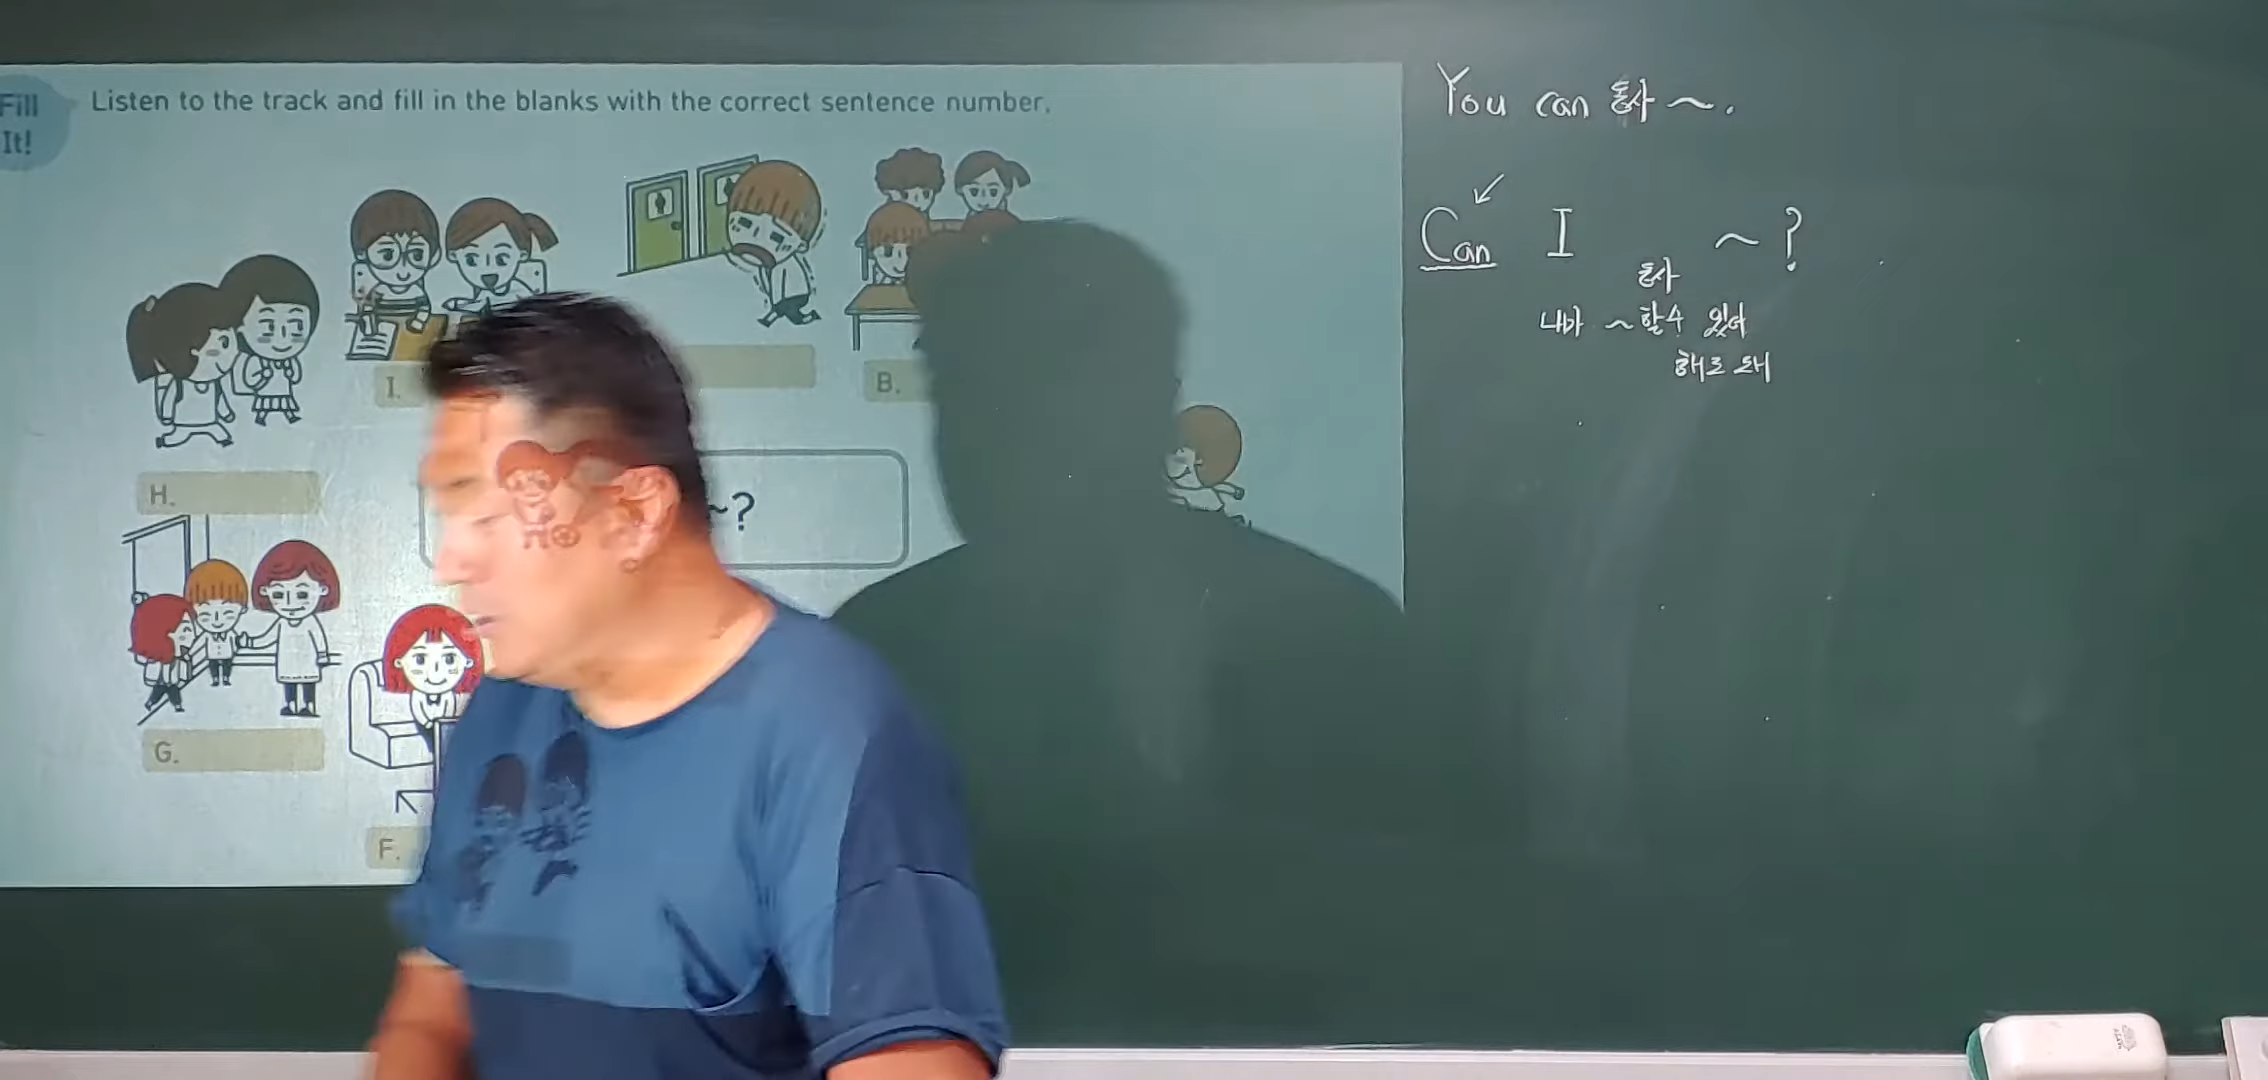 Fill
It!
Listen to the track and fill in the blanks with the correct sentence number.
I.
B.
H.
~?
G.
F.
You can 동사 ~.
Can I ~?
동사
내가 ~할 수 있어
해도 돼